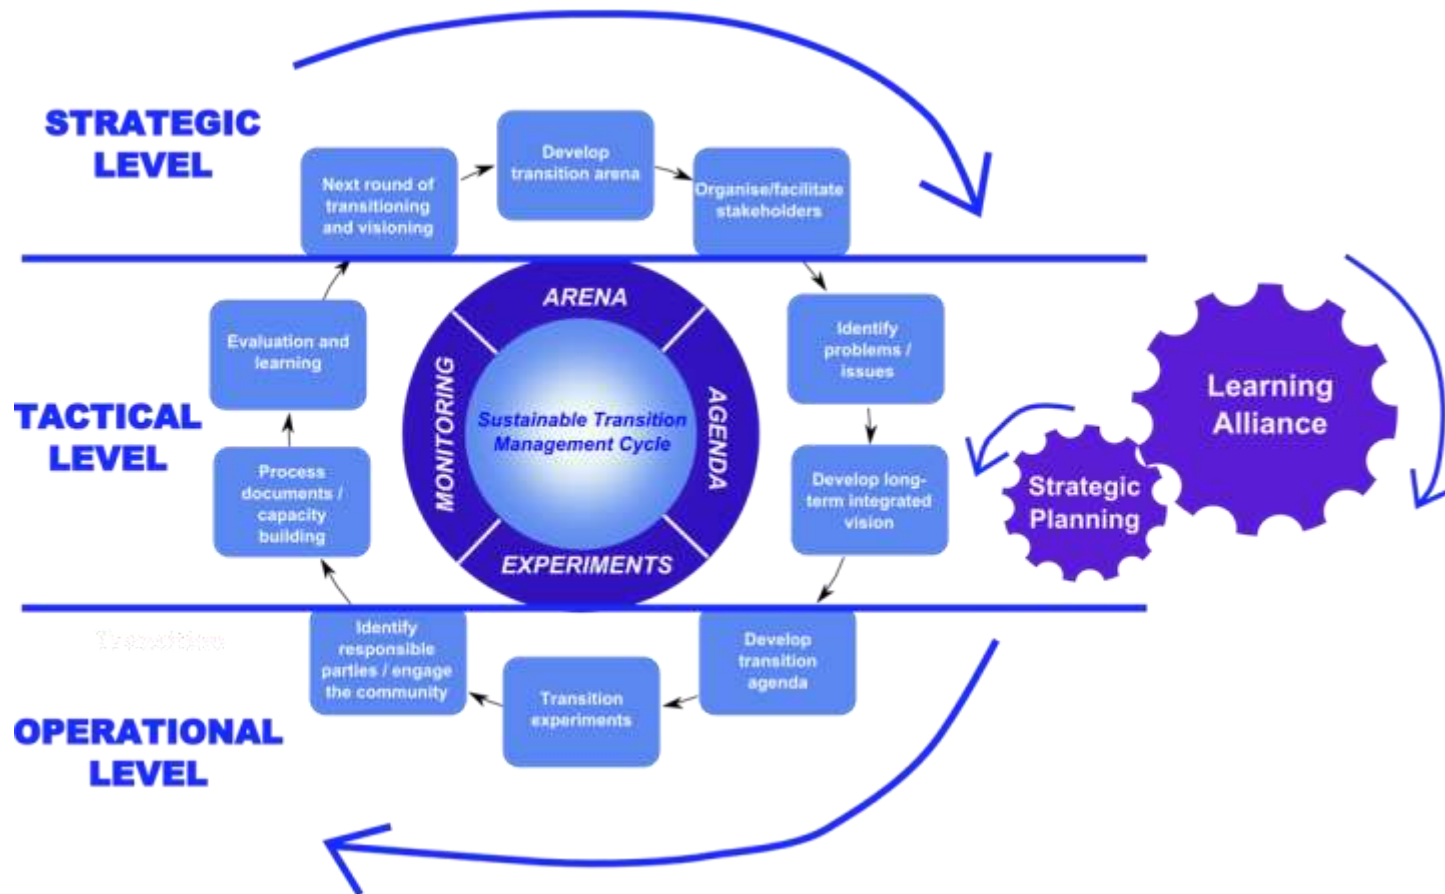 STRATEGIC
LEVEL
Next round of
transitioning
and visioning
Develop
transition arena
Organise/facilitate
stakeholders
ARENA
AGENDA
EXPERIMENTS
MONITORING
Sustainable Transition
Management Cycle
TACTICAL
LEVEL
Evaluation and
learning
Process
documents /
capacity
building
Identify
problems /
issues
Develop long-
term integrated
vision
Learning
Alliance
Strategic
Planning
Transition
OPERATIONAL
LEVEL
Identify
responsible
parties / engage
the community
Transition
experiments
Develop
transition
agenda